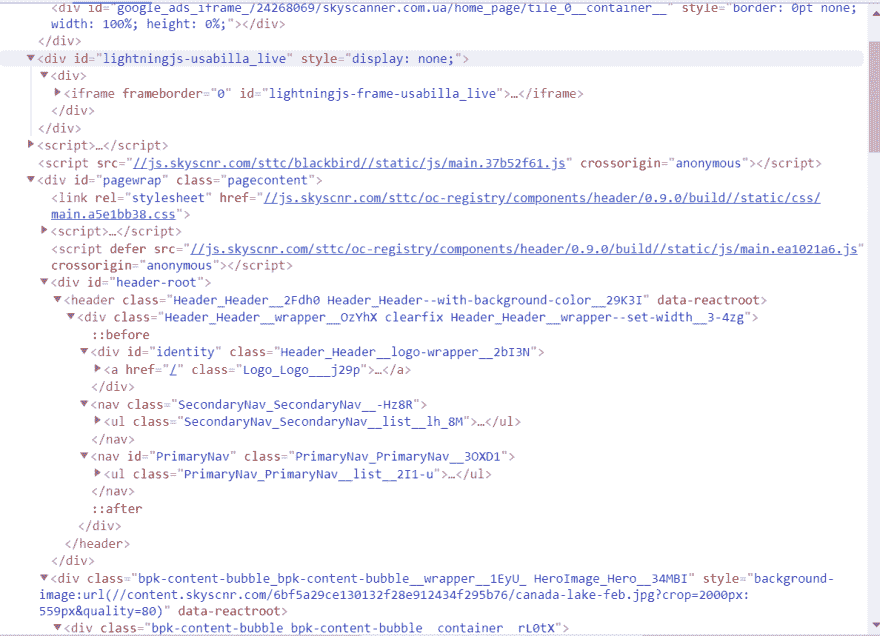 <div id="google_ads_iframe_/24268069/skyscanner.com.ua/home_page/tile_0__container__" style="border: 0pt none;
width: 100%; height: 0%;"></div>
</div>
<div id="lightningjs-usabilla_live" style="display: none;">
<div>
<iframe frameborder="0" id="lightningjs-frame-usabilla_live">…</iframe>
</div>
</div>
<script>…</script>
<script src="//js.skyscnr.com/sttc/blackbird//static/js/main.37b52f61.js" crossorigin="anonymous"></script>
<div id="pagewrap" class="pagecontent">
<link rel="stylesheet" href="//js.skyscnr.com/sttc/oc-registry/components/header/0.9.0/build//static/css/
main.a5e1bb38.css">
<script>…</script>
<script defer src="//js.skyscnr.com/sttc/oc-registry/components/header/0.9.0/build//static/js/main.ea1021a6.js"
crossorigin="anonymous"></script>
<div id="header-root">
<header class="Header_Header__2Fdh0 Header_Header--with-background-color__29K3I" data-reactroot>
<div class="Header_Header__wrapper__OzYhX clearfix Header_Header__wrapper--set-width__3-4zg">
::before
<div id="identity" class="Header_Header__logo-wrapper__2bI3N">
<a href="/" class="Logo_Logo___j29p">…</a>
</div>
<nav class="SecondaryNav_SecondaryNav__-Hz8R">
<ul class="SecondaryNav_SecondaryNav__list__lh_8M">…</ul>
</nav>
<nav id="PrimaryNav" class="PrimaryNav_PrimaryNav__3OXD1">
<ul class="PrimaryNav_PrimaryNav__list__2I1-u">…</ul>
</nav>
::after
</div>
</header>
</div>
<div class="bpk-content-bubble_bpk-content-bubble__wrapper__1EyU_ HeroImage_Hero__34MBI" style="background-
image:url(//content.skyscnr.com/6bf5a29ce130132f28e912434f295b76/canada-lake-feb.jpg?crop=2000px:
559px&quality=80)" data-reactroot>
<div class="bpk-content-bubble_bpk-content-bubble__container__rL0tX">